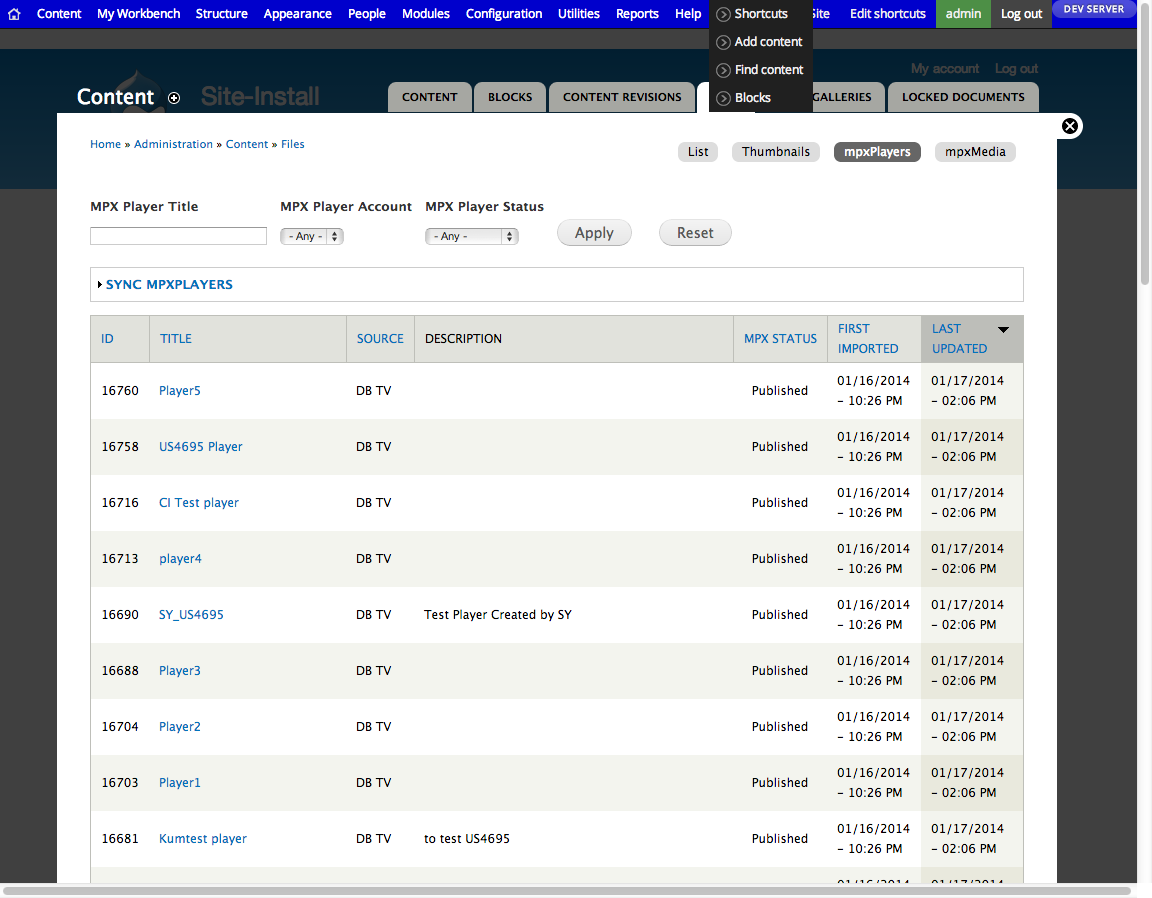 Content My Workbench Structure Appearance People Modules Configuration Utilities Reports Help Shortcuts Site Edit shortcuts admin Log out DEV SERVER
Add content
Find content
Blocks
My account Log out
Content Site-Install
CONTENT BLOCKS CONTENT REVISIONS GALLERIES LOCKED DOCUMENTS
Home » Administration » Content » Files
List Thumbnails mpxPlayers mpxMedia
MPX Player Title MPX Player Account MPX Player Status
- Any - - Any - Apply Reset
SYNC MPXPLAYERS
ID TITLE SOURCE DESCRIPTION MPX STATUS FIRST IMPORTED LAST UPDATED
16760 Player5 DB TV Published 01/16/2014 - 10:26 PM 01/17/2014 - 02:06 PM
16758 US4695 Player DB TV Published 01/16/2014 - 10:26 PM 01/17/2014 - 02:06 PM
16716 CI Test player DB TV Published 01/16/2014 - 10:26 PM 01/17/2014 - 02:06 PM
16713 player4 DB TV Published 01/16/2014 - 10:26 PM 01/17/2014 - 02:06 PM
16690 SY_US4695 DB TV Test Player Created by SY Published 01/16/2014 - 10:26 PM 01/17/2014 - 02:06 PM
16688 Player3 DB TV Published 01/16/2014 - 10:26 PM 01/17/2014 - 02:06 PM
16704 Player2 DB TV Published 01/16/2014 - 10:26 PM 01/17/2014 - 02:06 PM
16703 Player1 DB TV Published 01/16/2014 - 10:26 PM 01/17/2014 - 02:06 PM
16681 Kumtest player DB TV to test US4695 Published 01/16/2014 - 10:26 PM 01/17/2014 - 02:06 PM